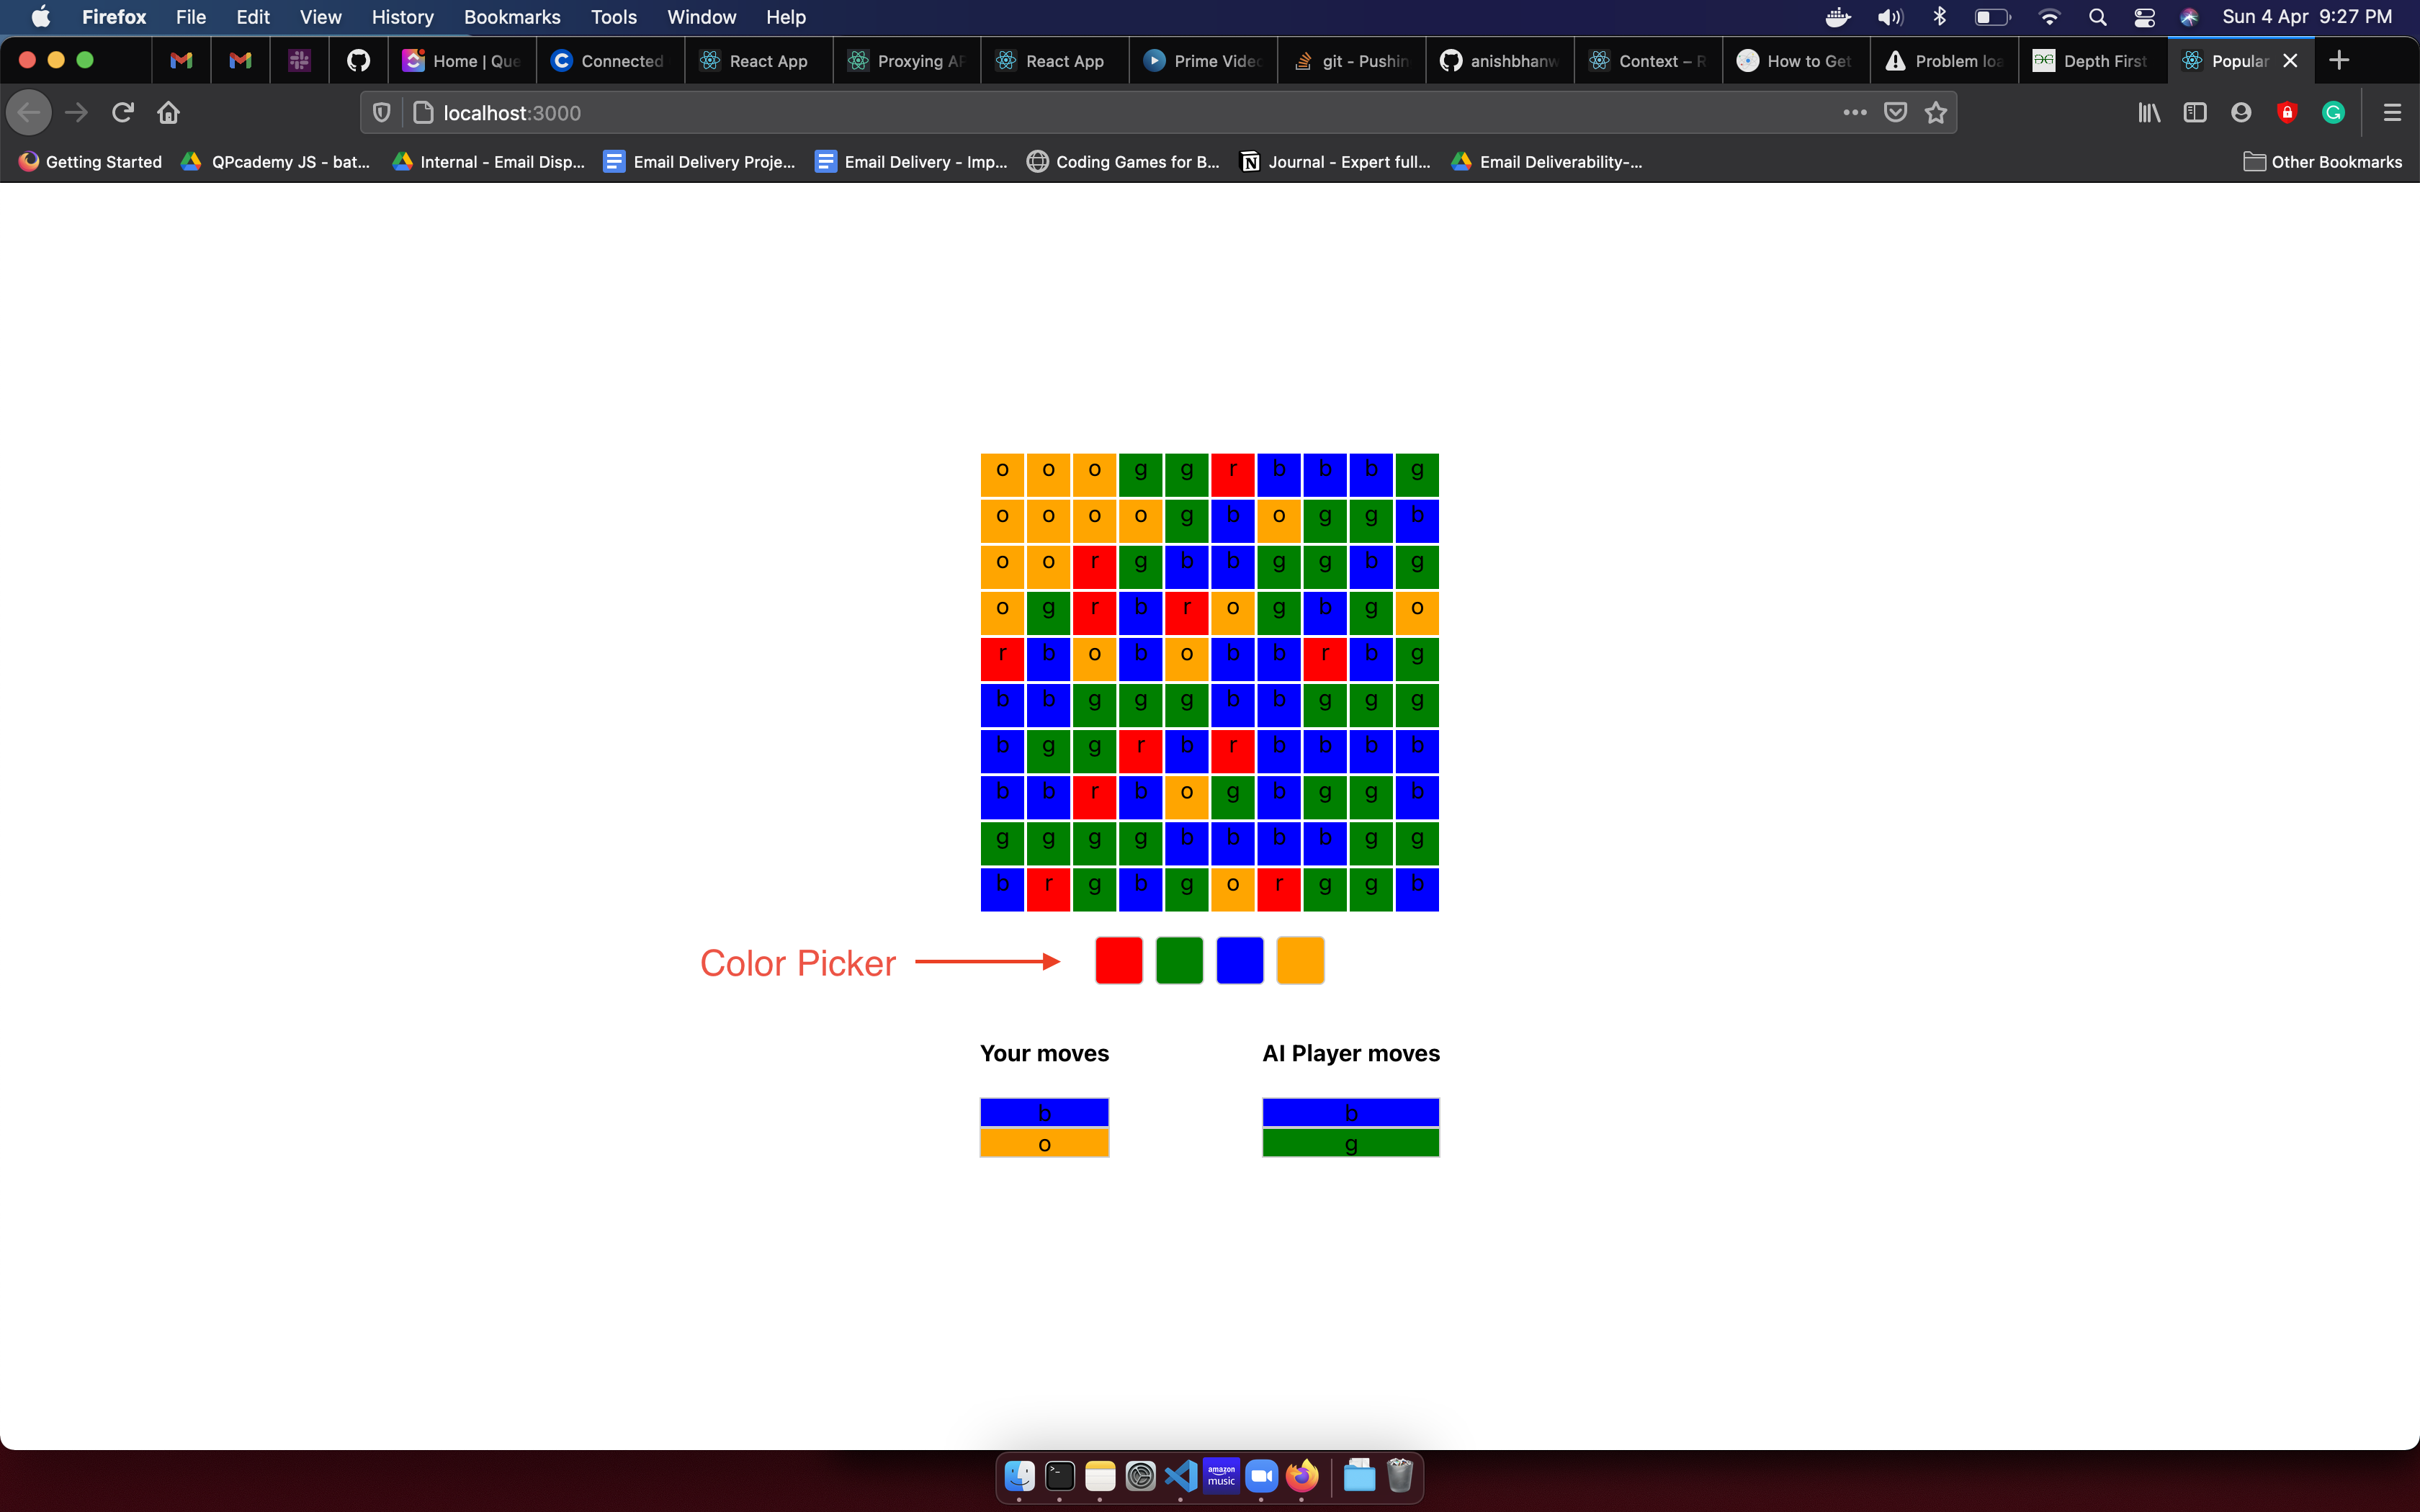 Firefox File Edit View History Bookmarks Tools Window Help Sun 4 Apr 9:27 PM
Home | Que Connected React App Proxying AP React App Prime Video git - Pushin anishbhanw Context – R How to Get Problem loa Depth First Popular
localhost:3000
Getting Started QPcademy JS - bat... Internal - Email Disp... Email Delivery Proje... Email Delivery - Imp... Coding Games for B... Journal - Expert full... Email Deliverability-... Other Bookmarks
o o o g g r b b b g
o o o o g b o g g b
o o r g b b g g b g
o g r b r o g b g o
r b o b o b b r b g
b b g g g b b g g g
b g g r b r b b b b
b b r b o g b g g b
g g g g b b b b g g
b r g b g o r g g b
Color Picker
Your moves AI Player moves
b b
o g
amazon
music